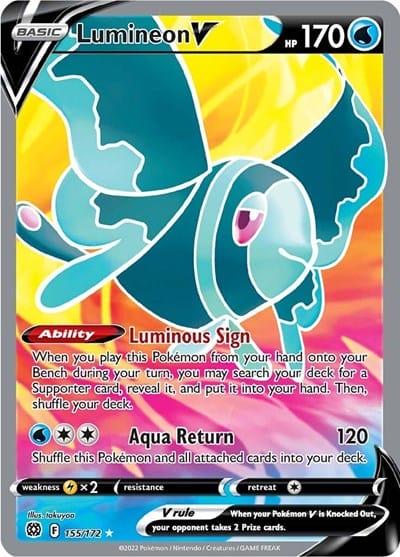 BASIC Lumineon V HP 170
Ability Luminous Sign
When you play this Pokémon from your hand onto your
Bench during your turn, you may search your deck for a
Supporter card, reveal it, and put it into your hand. Then,
shuffle your deck.
Aqua Return 120
Shuffle this Pokémon and all attached cards into your deck.
weakness ×2 resistance retreat
Illus. takuyoa
F 155/172
V rule When your Pokémon V is Knocked Out,
your opponent takes 2 Prize cards.
©2022 Pokémon / Nintendo / Creatures / GAME FREAK